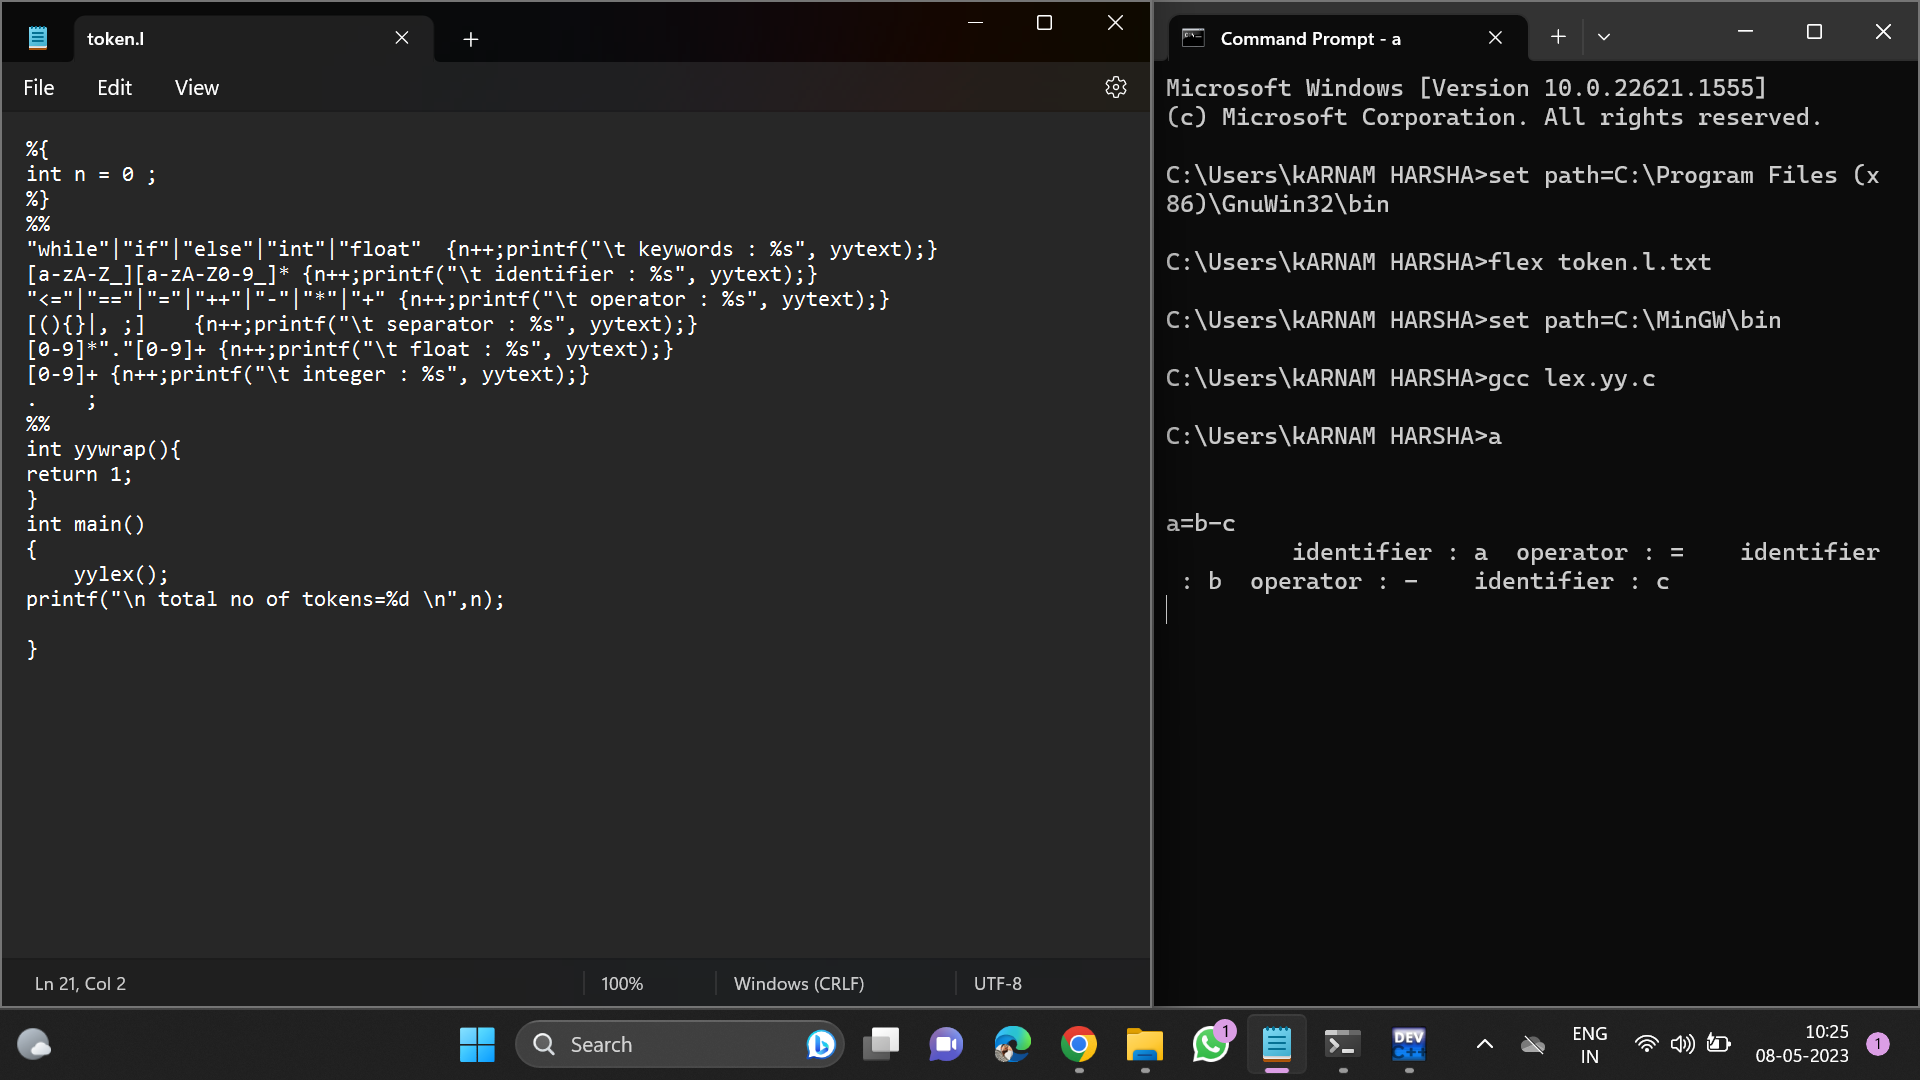 token.l
File Edit View
%{
int n = 0 ;
%}
%%
"while"|"if"|"else"|"int"|"float"  {n++;printf("\t keywords : %s", yytext);}
[a-zA-Z_][a-zA-Z0-9_]* {n++;printf("\t identifier : %s", yytext);}
"<="|"=="|"="|"++"|"-"|"*"|"+" {n++;printf("\t operator : %s", yytext);}
[(){}|, ;]    {n++;printf("\t separator : %s", yytext);}
[0-9]*"."[0-9]+ {n++;printf("\t float : %s", yytext);}
[0-9]+ {n++;printf("\t integer : %s", yytext);}
.    ;
%%
int yywrap(){
return 1;
}
int main()
{
    yylex();
printf("\n total no of tokens=%d \n",n);
}
Ln 21, Col 2
100%
Windows (CRLF)
UTF-8
Command Prompt - a
Microsoft Windows [Version 10.0.22621.1555]
(c) Microsoft Corporation. All rights reserved.
C:\Users\kARNAM HARSHA>set path=C:\Program Files (x
86)\GnuWin32\bin
C:\Users\kARNAM HARSHA>flex token.l.txt
C:\Users\kARNAM HARSHA>set path=C:\MinGW\bin
C:\Users\kARNAM HARSHA>gcc lex.yy.c
C:\Users\kARNAM HARSHA>a
a=b-c
         identifier : a  operator : =    identifier
 : b  operator : -    identifier : c
Search
1
DEV
C++
ENG
IN
10:25
08-05-2023
1